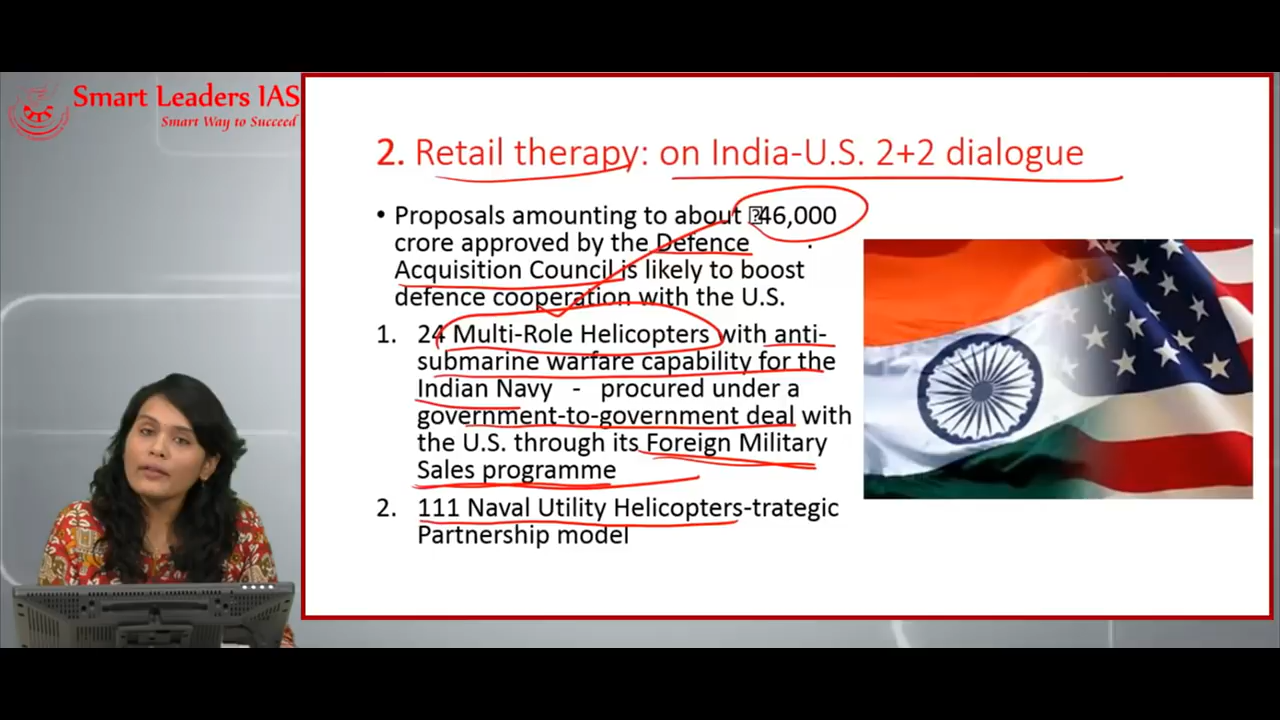 Smart Leaders IAS
Smart Way to Succeed
2. Retail therapy: on India-U.S. 2+2 dialogue
• Proposals amounting to about 46,000
crore approved by the Defence
Acquisition Council is likely to boost
defence cooperation with the U.S.
1. 24 Multi-Role Helicopters with anti-
submarine warfare capability for the
Indian Navy - procured under a
government-to-government deal with
the U.S. through its Foreign Military
Sales programme
2. 111 Naval Utility Helicopters-trategic
Partnership model